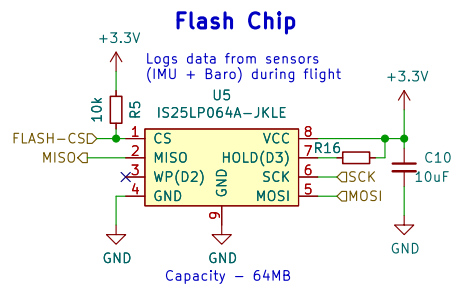 Flash Chip
+3.3V
Logs data from sensors
(IMU + Baro) during flight
+3.3V
10k
R5
U5
IS25LP064A-JKLE
FLASH-CS
1
CS
VCC
8
MISO
2
MISO
HOLD(D3)
7
R16
3
WP(D2)
SCK
6
SCK
4
GND
GND
MOSI
5
MOSI
9
C10
10uF
GND
GND
GND
Capacity - 64MB